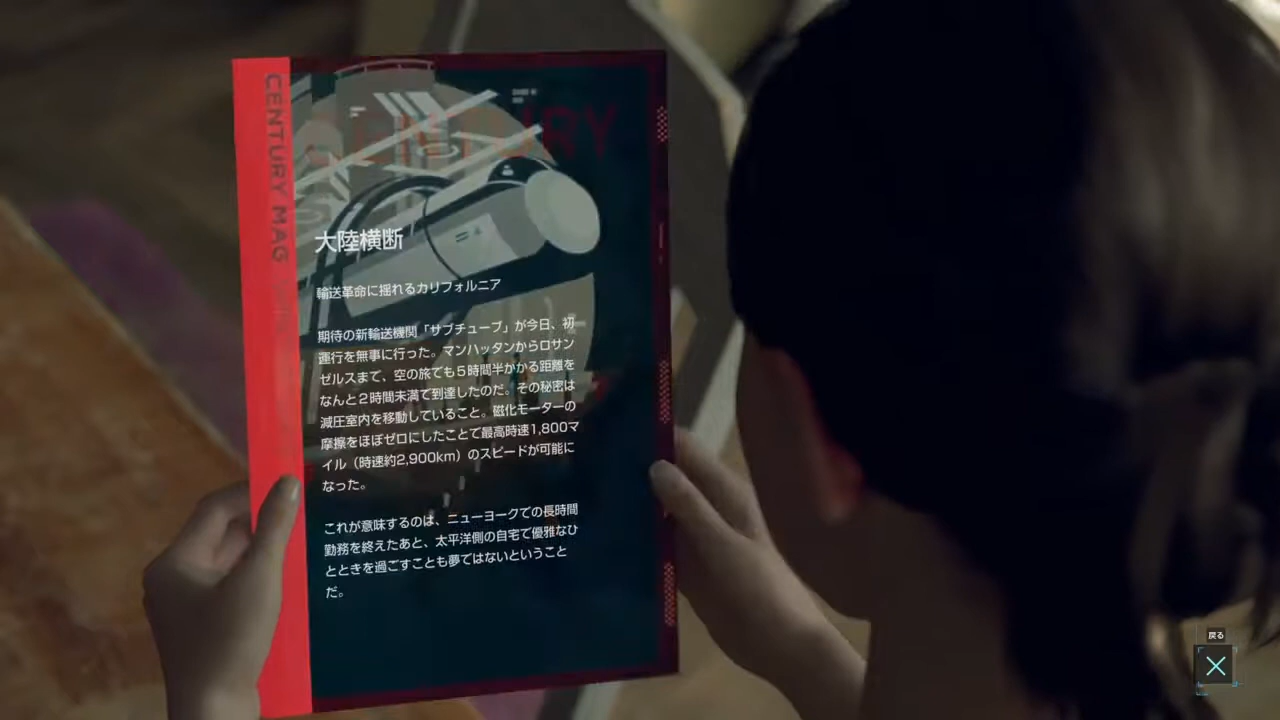 CENTURY MAG
CENTURY
大陸横断
輸送革命に揺れるカリフォルニア
期待の新輸送機関「サブチューブ」が今日、初
運行を無事に行った。マンハッタンからロサン
ゼルスまで、空の旅でも5時間半かかる距離を
なんと2時間未満で到達したのだ。その秘密は
減圧室内を移動していること。磁化モーターの
摩擦をほぼゼロにしたことで最高時速1,800マ
イル（時速約2,900km）のスピードが可能に
なった。
これが意味するのは、ニューヨークでの長時間
勤務を終えたあと、太平洋側の自宅で優雅なひ
とときを過ごすことも夢ではないということ
だ。
戻る